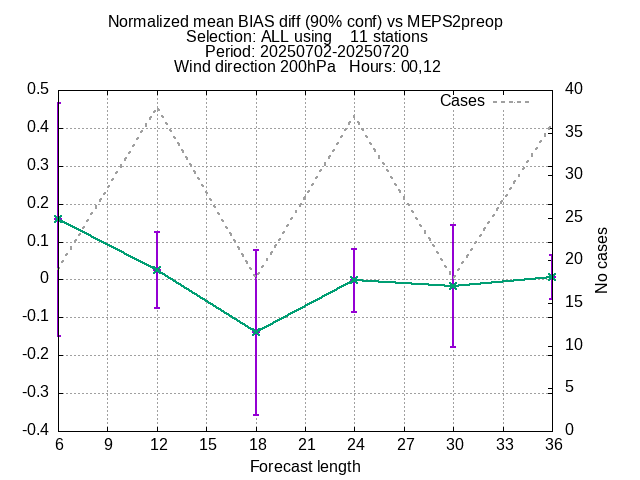 Normalized mean BIAS diff (90% conf) vs MEPS2preop
Selection: ALL using    11 stations
Period: 20250702-20250720
Wind direction 200hPa   Hours: 00,12
Cases
0.5
0.4
0.3
0.2
0.1
0
-0.1
-0.2
-0.3
-0.4
40
35
30
25
20
15
10
5
0
No cases
6 9 12 15 18 21 24 27 30 33 36
Forecast length